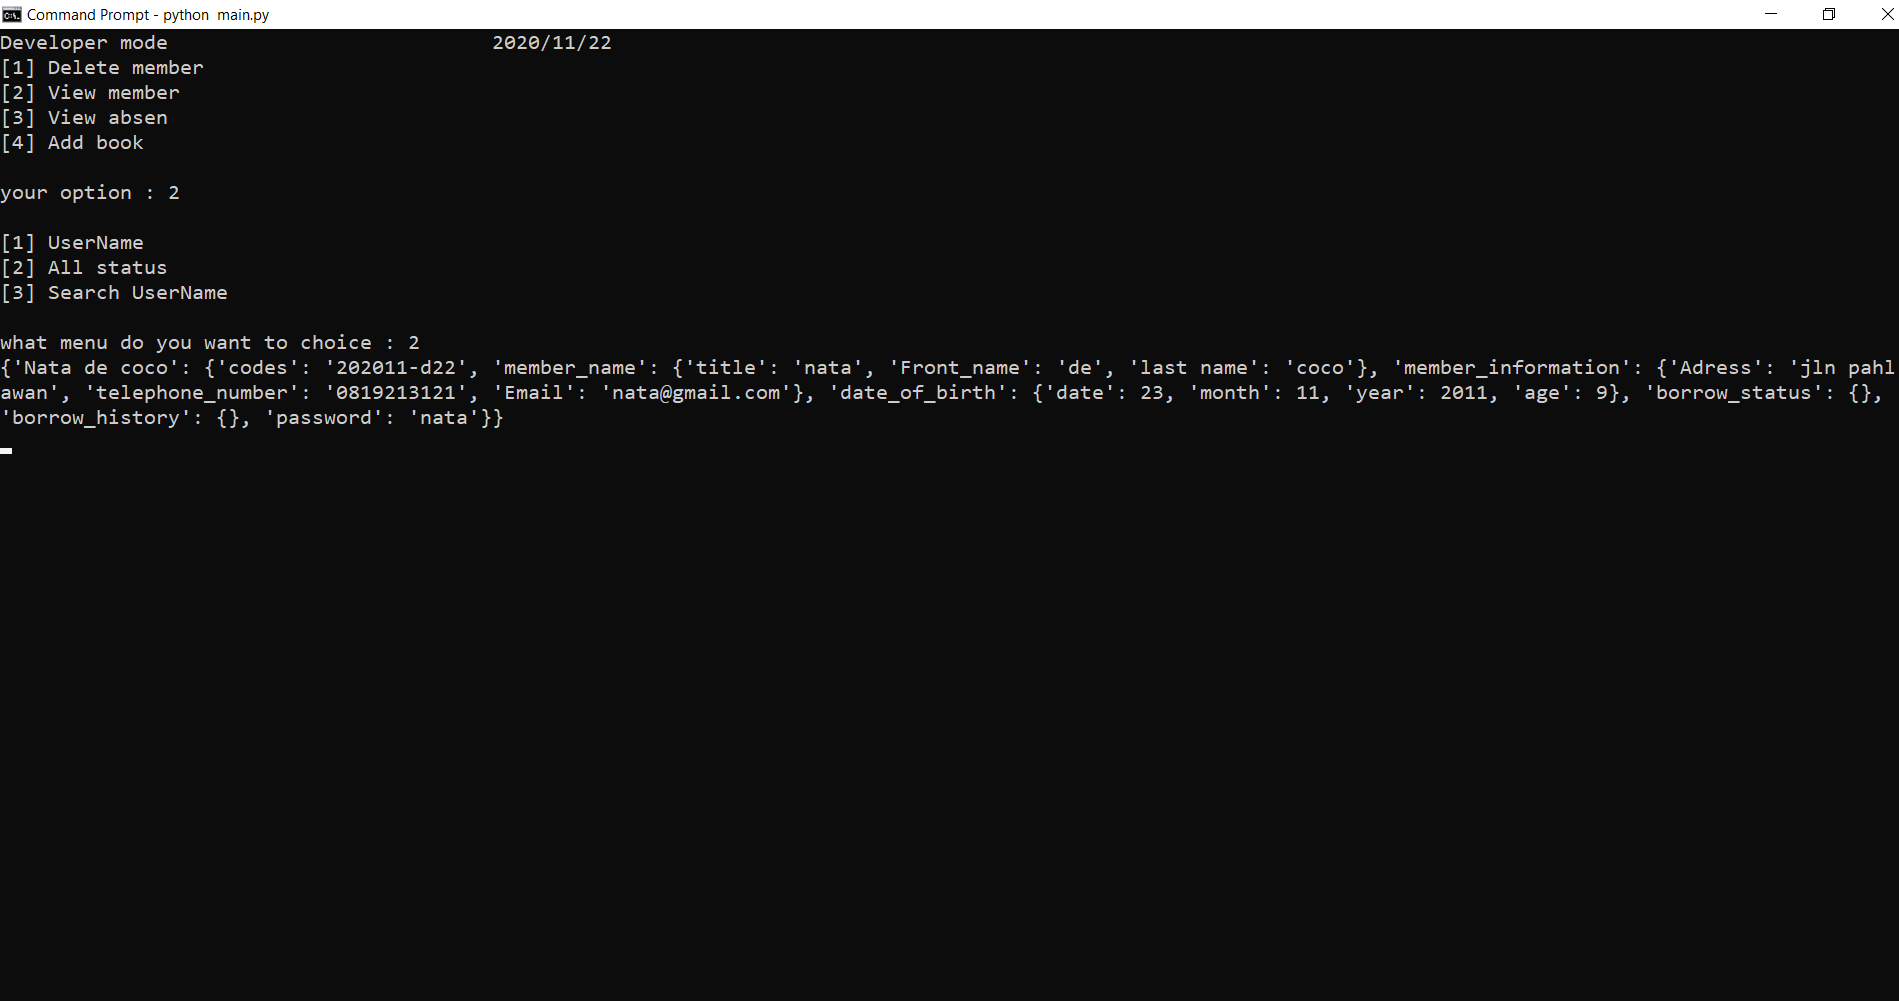 Command Prompt - python  main.py
Developer mode                           2020/11/22
[1] Delete member
[2] View member
[3] View absen
[4] Add book
your option : 2
[1] UserName
[2] All status
[3] Search UserName
what menu do you want to choice : 2
{'Nata de coco': {'codes': '202011-d22', 'member_name': {'title': 'nata', 'Front_name': 'de', 'last name': 'coco'}, 'member_information': {'Adress': 'jln pahl
awan', 'telephone_number': '0819213121', 'Email': 'nata@gmail.com'}, 'date_of_birth': {'date': 23, 'month': 11, 'year': 2011, 'age': 9}, 'borrow_status': {},
'borrow_history': {}, 'password': 'nata'}}